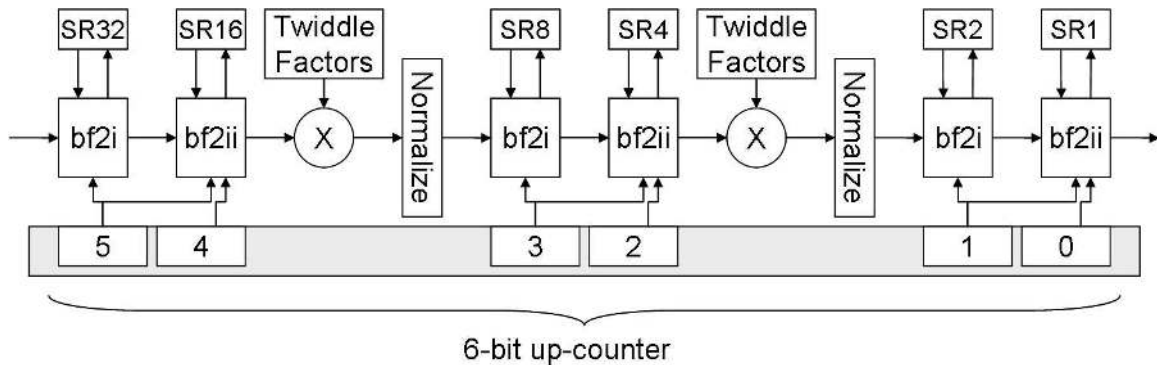 SR32 SR16 Twiddle Factors SR8 SR4 Twiddle Factors SR2 SR1
bf2i bf2ii X Normalize bf2i bf2ii X Normalize bf2i bf2ii
5 4 3 2 1 0
6-bit up-counter